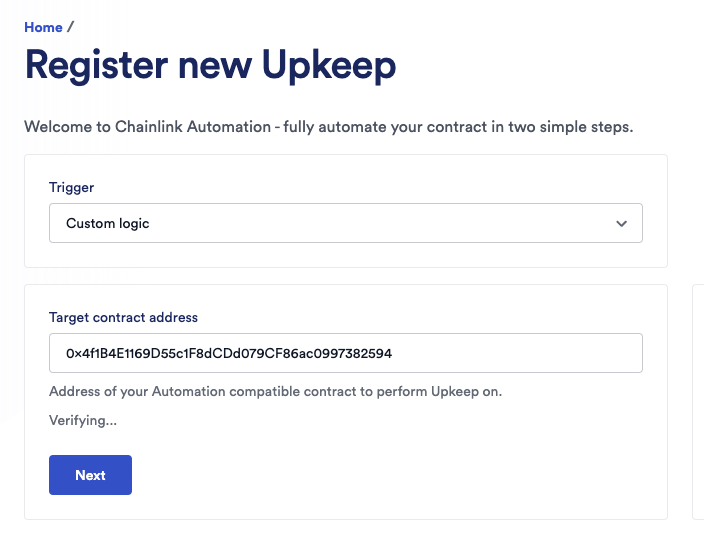 Home /
Register new Upkeep
Welcome to Chainlink Automation - fully automate your contract in two simple steps.
Trigger
Custom logic
Target contract address
0x4f1B4E1169D55c1F8dCDd079CF86ac0997382594
Address of your Automation compatible contract to perform Upkeep on.
Verifying...
Next